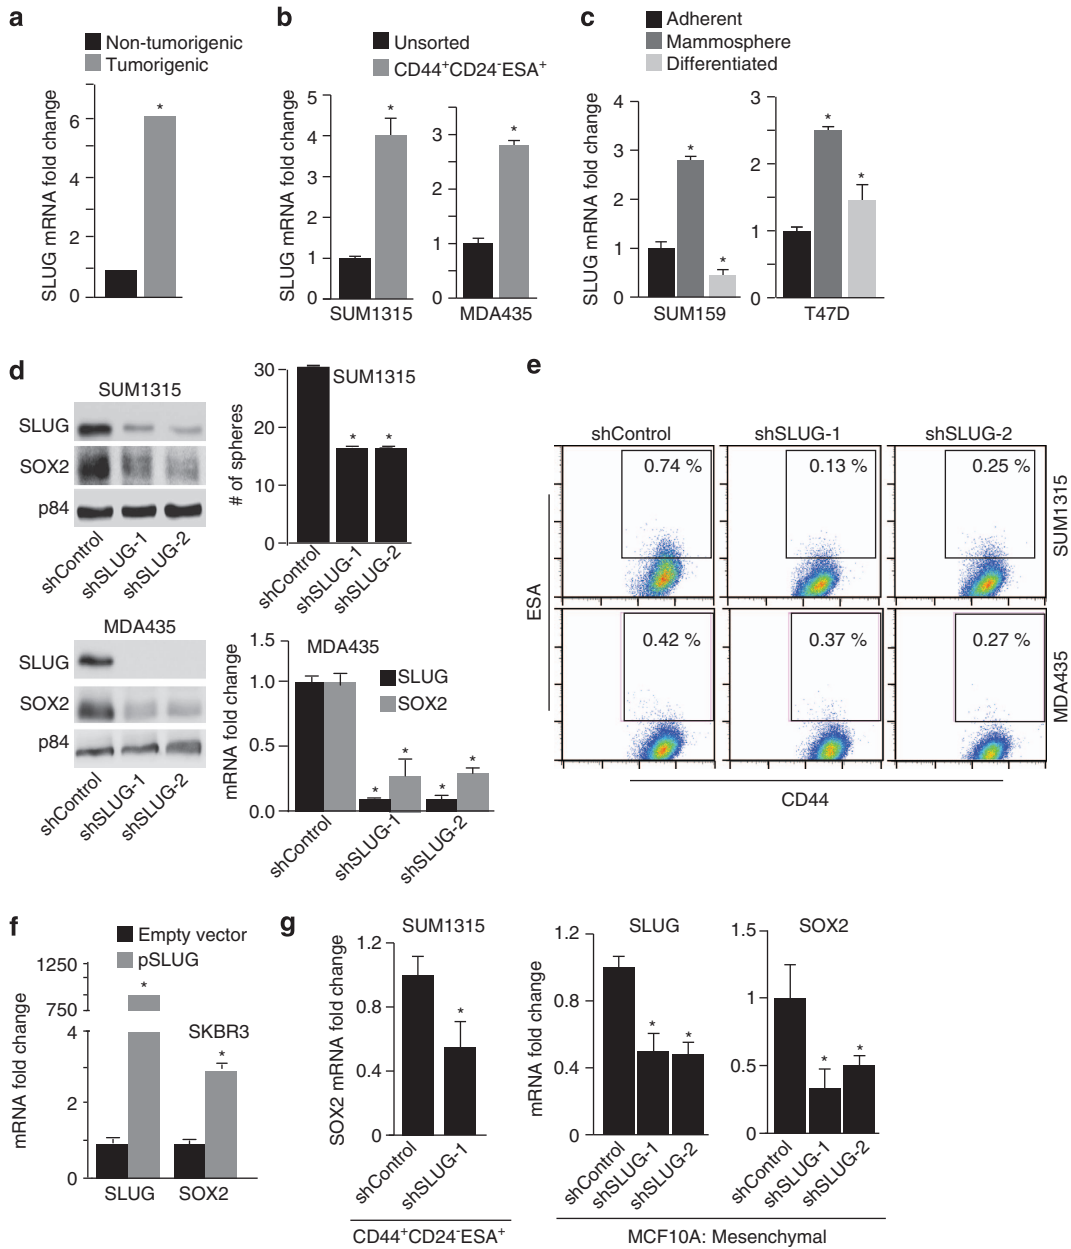 a
Non-tumorigenic
Tumorigenic
SLUG mRNA fold change
6
4
2
0
*
b
Unsorted
CD44⁺CD24⁻ESA⁺
SLUG mRNA fold change
5
4
3
2
1
0
*
SUM1315
3
2
1
0
*
MDA435
c
Adherent
Mammosphere
Differentiated
SLUG mRNA fold change
4
3
2
1
0
*
*
SUM159
3
2
1
0
*
*
T47D
d
SUM1315
SLUG
SOX2
p84
shControl
shSLUG-1
shSLUG-2
# of spheres
30
20
10
0
SUM1315
*
*
shControl
shSLUG-1
shSLUG-2
MDA435
SLUG
SOX2
p84
shControl
shSLUG-1
shSLUG-2
mRNA fold change
1.5
1.0
0.5
0.0
MDA435
SLUG
SOX2
*
*
*
*
shControl
shSLUG-1
shSLUG-2
e
shControl
shSLUG-1
shSLUG-2
0.74 %
0.13 %
0.25 %
SUM1315
ESA
0.42 %
0.37 %
0.27 %
MDA435
CD44
f
Empty vector
pSLUG
mRNA fold change
1250
750
4
2
0
*
SKBR3
*
SLUG
SOX2
g
SUM1315
SOX2 mRNA fold change
1.2
0.8
0.4
0
*
shControl
shSLUG-1
CD44⁺CD24⁻ESA⁺
SLUG
mRNA fold change
1.2
0.8
0.4
0
*
*
shControl
shSLUG-1
shSLUG-2
SOX2
1.5
1
0.5
0
*
*
shControl
shSLUG-1
shSLUG-2
MCF10A: Mesenchymal